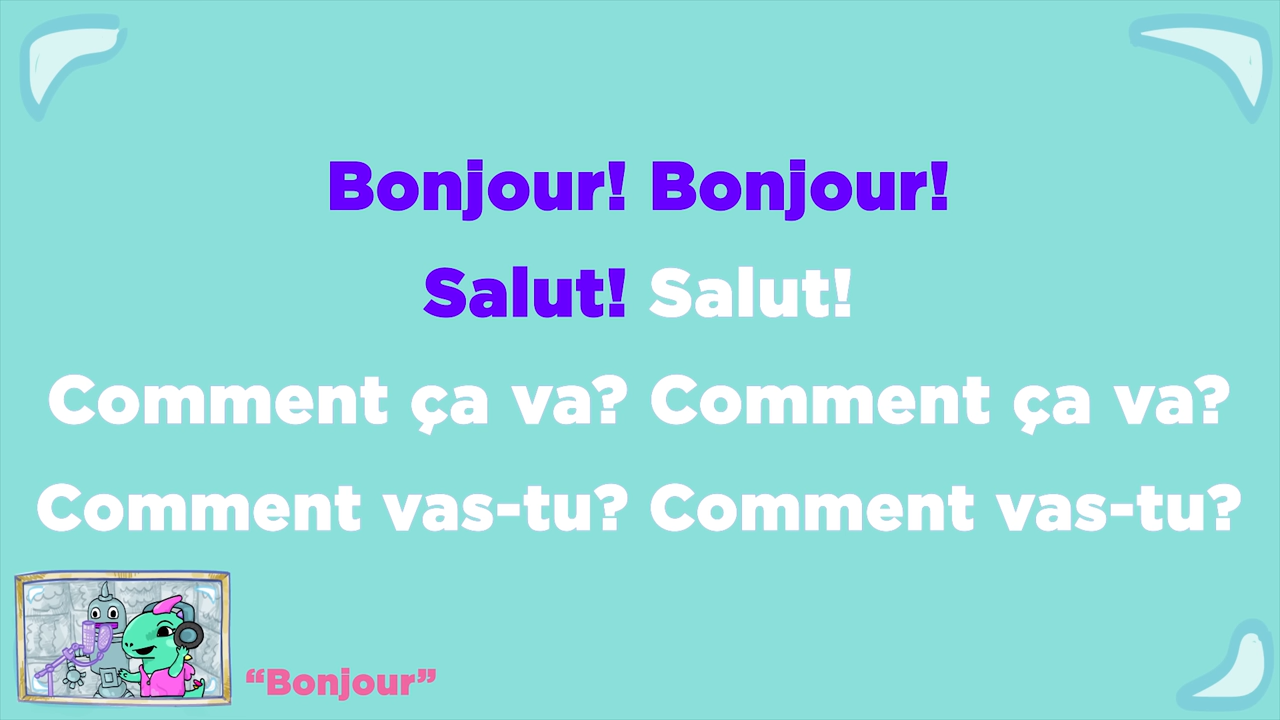 Bonjour! Bonjour!
Salut! Salut!
Comment ça va? Comment ça va?
Comment vas-tu? Comment vas-tu?
“Bonjour”